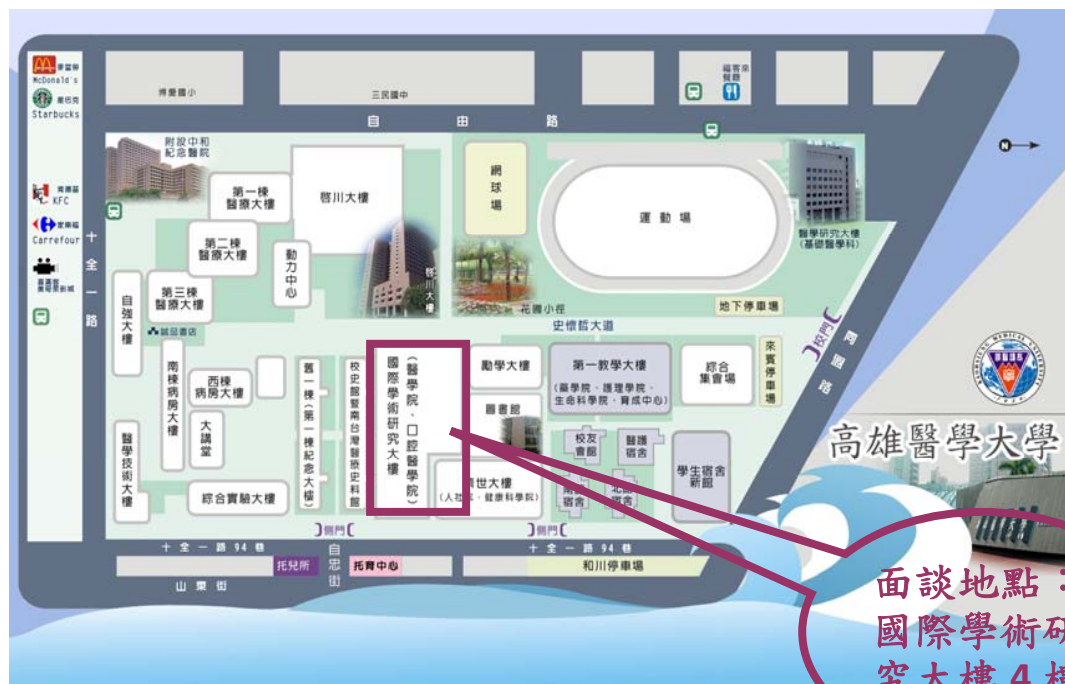 麥當勞
McDonald's
星巴克
Starbucks
肯德基
KFC
家樂福
Carrefour
博愛國小
三民國中
福客來
餐廳
自由路
N
附設中和
紀念醫院
第一棟
醫療大樓
啓川大樓
網球場
運動場
醫學研究大樓
(基礎醫學科)
第二棟
醫療大樓
動力中心
啓川大樓
花園小徑
十全一路
自強大樓
第三棟
醫療大樓
誠品書店
地下停車場
史懷哲大道
校門
同盟路
南棟病房大樓
西棟
病房大樓
大講堂
舊一棟(第一棟紀念大樓)
校史館暨南台灣醫療史料館
國際學術研究大樓
(醫學院、口腔醫學院)
勵學大樓
圖書館
第一教學大樓
(藥學院、護理學院、
生命科學院、育成中心)
綜合
集會場
來賓停車場
校友
會館
醫護
宿舍
宿舍
宿舍
學生宿舍
新館
醫學技術大樓
綜合實驗大樓
世大樓
健康科學院)
側門
側門
十全一路94巷
自忠街
十全一路94巷
托兒所
托育中心
和川停車場
山東街
高雄醫學大學
面談地點：
國際學術研
究大樓4樓